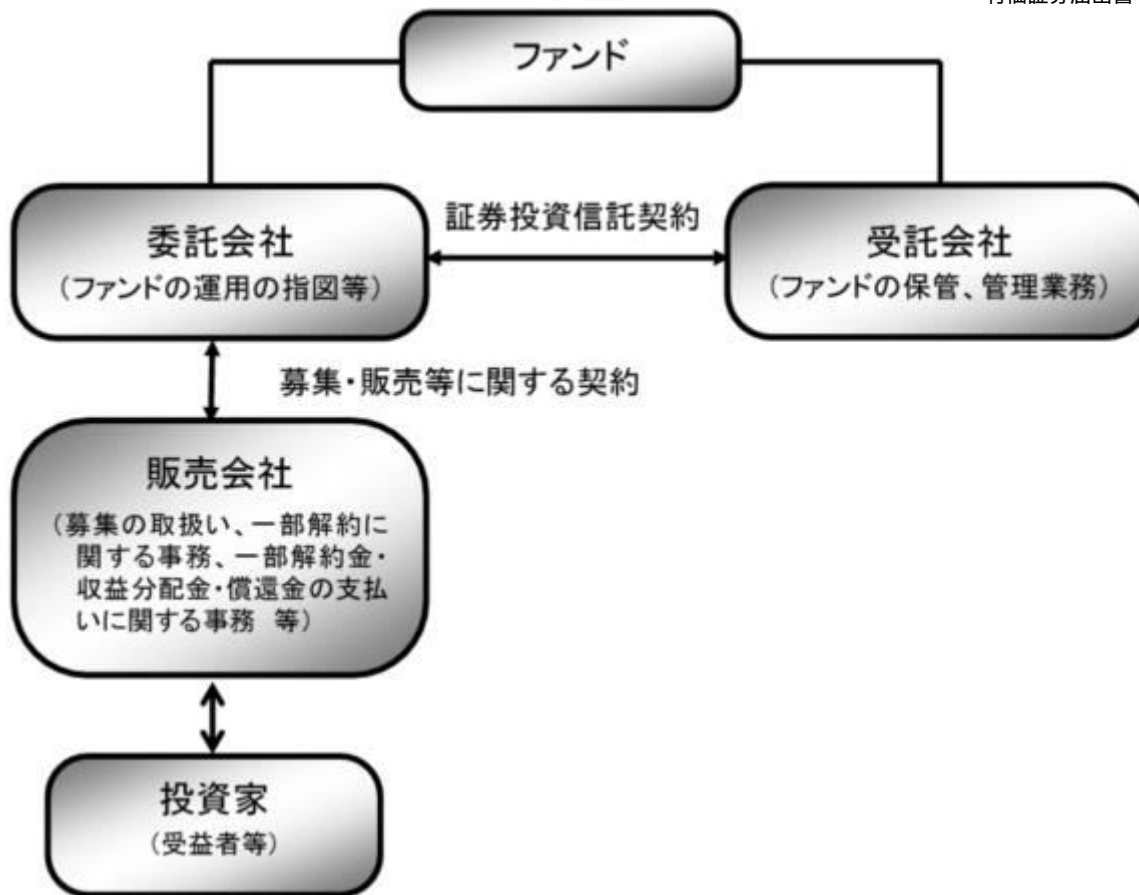 ファンド
委託会社
（ファンドの運用の指図等）
証券投資信託契約
受託会社
（ファンドの保管、管理業務）
募集・販売等に関する契約
販売会社
（募集の取扱い、一部解約に
関する事務、一部解約金・
収益分配金・償還金の支払
いに関する事務 等）
投資家
（受益者等）